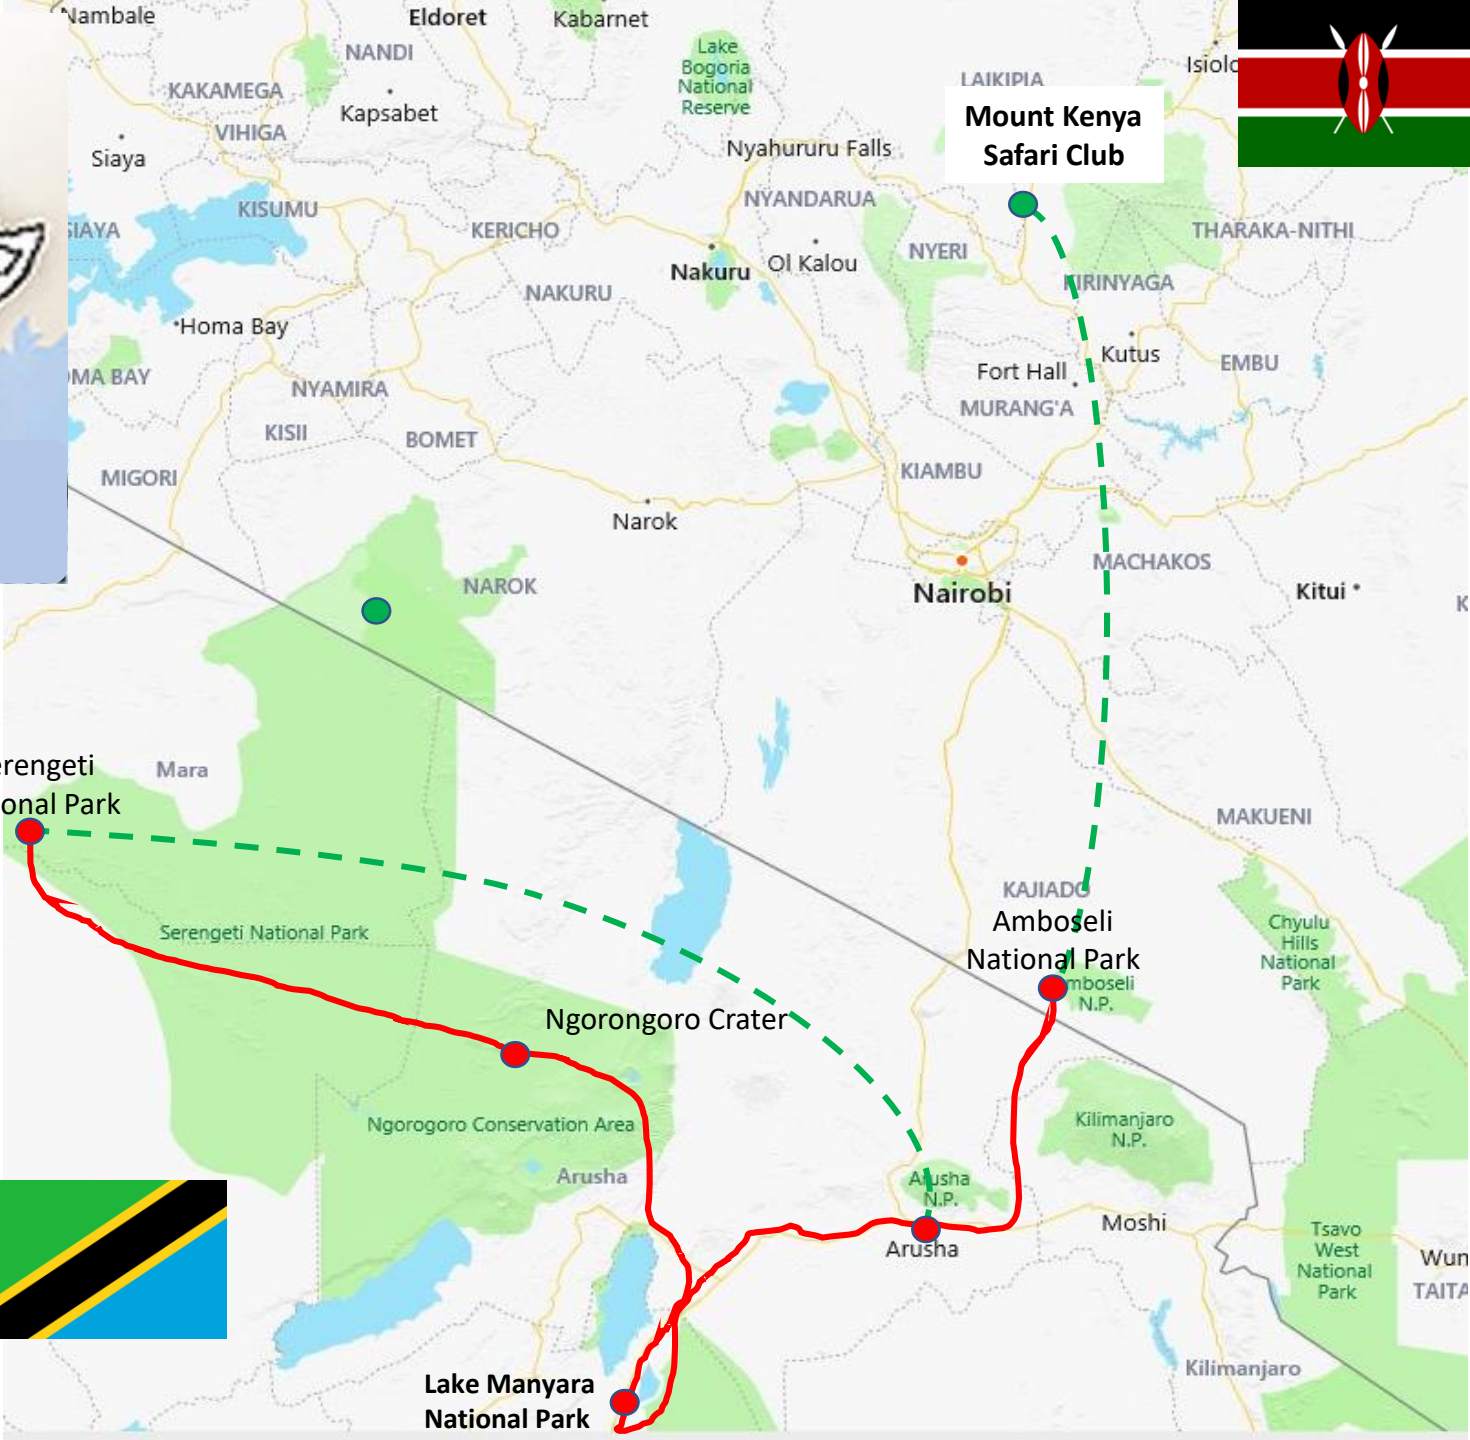 Nambale
Eldoret
Kabarnet
NANDI
Lake
Bogoria
National
Reserve
Isiolo
LAIKIPIA
KAKAMEGA
Kapsabet
Mount Kenya
Safari Club
VIHIGA
Siaya
Nyahururu Falls
KISUMU
NYANDARUA
SIAYA
KERICHO
THARAKA-NITHI
NYERI
Nakuru
Ol Kalou
KIRINYAGA
NAKURU
Homa Bay
Kutus
EMBU
Fort Hall
OMA BAY
NYAMIRA
MURANG'A
KISII
BOMET
MIGORI
KIAMBU
Narok
MACHAKOS
NAROK
Nairobi
Kitui
K
erengeti
onal Park
Mara
MAKUENI
KAJIADO
Amboseli
National Park
Chyulu
Hills
National
Park
Serengeti National Park
mboseli
N.P.
Ngorongoro Crater
Ngorogoro Conservation Area
Kilimanjaro
N.P.
Arusha
Arusha
N.P.
Moshi
Arusha
Tsavo
West
National
Park
Wun
TAITA
Kilimanjaro
Lake Manyara
National Park